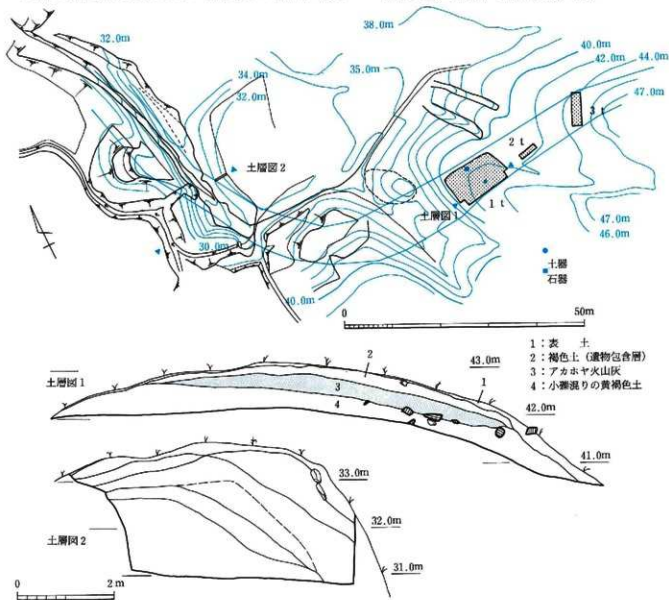 38.0m
32.0m
40.0m
42.0m
44.0m
34.0m
35.0m
32.0m
47.0m
3 t
2 t
土層図2
土層図1
1 t
47.0m
46.0m
30.0m
40.0m
土器
石器
0 50m
1：表 土
2：褐色土（遺物包含層）
3：アカホヤ火山灰
4：小礫混りの黄褐色土
土層図1
2
43.0m
1
3
42.0m
4
41.0m
33.0m
32.0m
土層図2
31.0m
0 2m